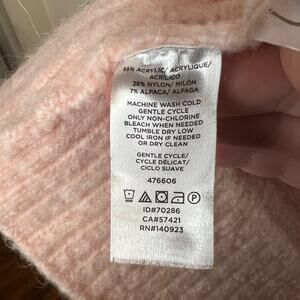 65% ACRYLIC/ ACRYLIQUE/
ACRÍLICO
28% NYLON/ NILÓN
7% ALPACA/ ALPAGA
MACHINE WASH COLD
GENTLE CYCLE
ONLY NON-CHLORINE
BLEACH WHEN NEEDED
TUMBLE DRY LOW
COOL IRON IF NEEDED
OR DRY CLEAN
GENTLE CYCLE/
CYCLE DÉLICAT/
CICLO SUAVE
476606
ID#70286
CA#57421
RN#140923